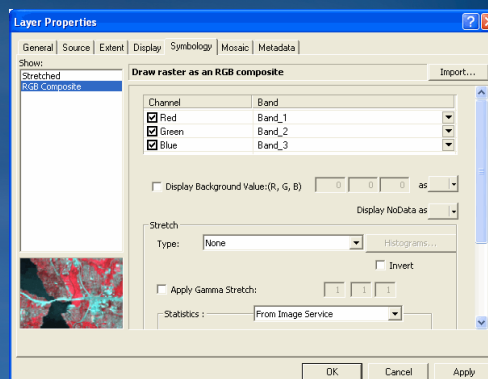 Layer Properties
General Source Extent Display Symbology Mosaic Metadata
Show:
Stretched
RGB Composite
Draw raster as an RGB composite
Import...
Channel Band
Red Band_1
Green Band_2
Blue Band_3
Display Background Value:(R, G, B) 0 0 0 as
Display NoData as
Stretch
Type: None Histograms...
Invert
Apply Gamma Stretch: 1 1 1
Statistics : From Image Service
OK Cancel Apply